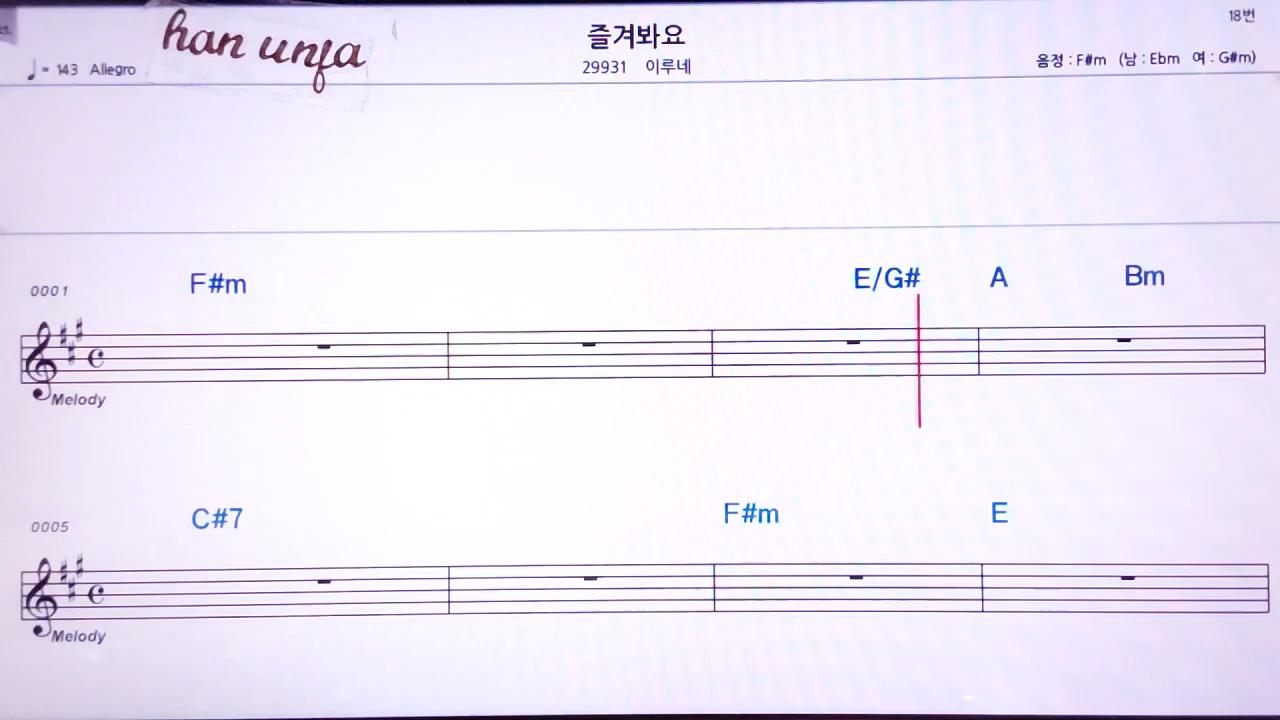 18번
han unfa
즐겨봐요
♩= 143 Allegro
29931 이루네
음정 : F#m (남 : Ebm 여 : G#m)
F#m E/G# A Bm
0001
Melody
C#7 F#m E
0005
Melody